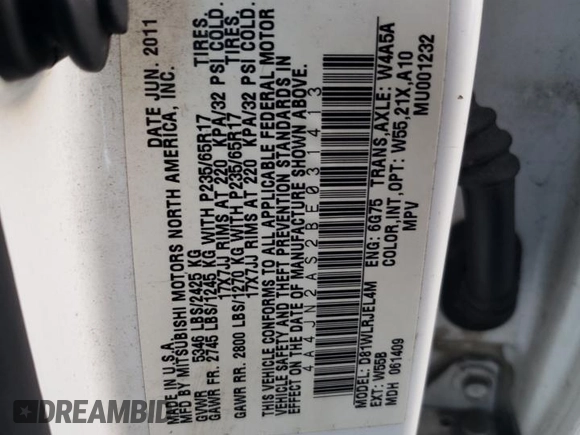 MADE IN U.S.A. DATE JUN. 2011
MFG BY MITSUBISHI MOTORS NORTH AMERICA, INC.
GVWR 5346 LBS/2425 KG
GAWR FR. 2745 LBS/1245 KG WITH P235/65R17 TIRES.
17X7JJ RIMS AT 220 KPA/32 PSI COLD.
GAWR RR. 2800 LBS/1270 KG WITH P235/65R17 TIRES.
17X7JJ RIMS AT 220 KPA/32 PSI COLD.
THIS VEHICLE CONFORMS TO ALL APPLICABLE FEDERAL MOTOR
VEHICLE SAFETY AND THEFT PREVENTION STANDARDS IN
EFFECT ON THE DATE OF MANUFACTURE SHOWN ABOVE.
4A4JN2AS2BE031413
MODEL: D81WLRJEL4M ENG: 6G75 TRANS,AXLE: W4A5A
EXT: W55B COLOR,INT,OPT: W55,21X,A10
MDH 061409 MPV MU001232
DREAMBID